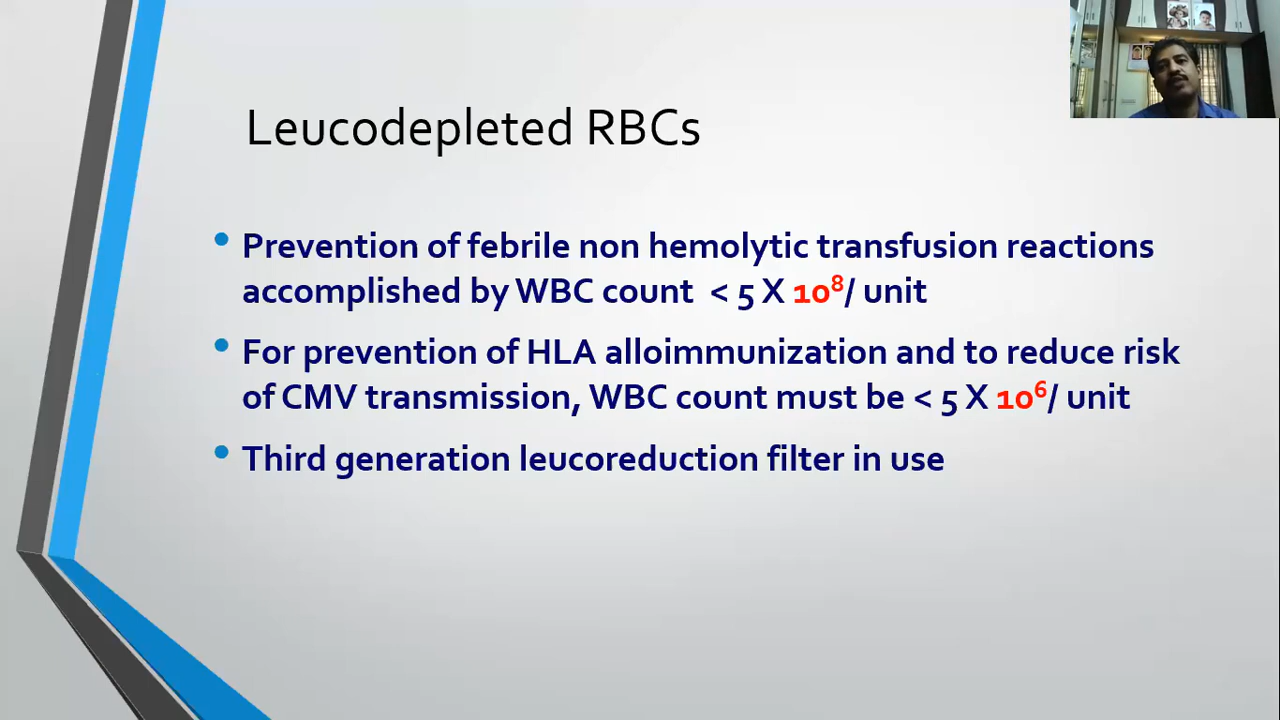 Leucodepleted RBCs
• Prevention of febrile non hemolytic transfusion reactions
accomplished by WBC count < 5 X 10⁸/ unit
• For prevention of HLA alloimmunization and to reduce risk
of CMV transmission, WBC count must be < 5 X 10⁶/ unit
• Third generation leucoreduction filter in use